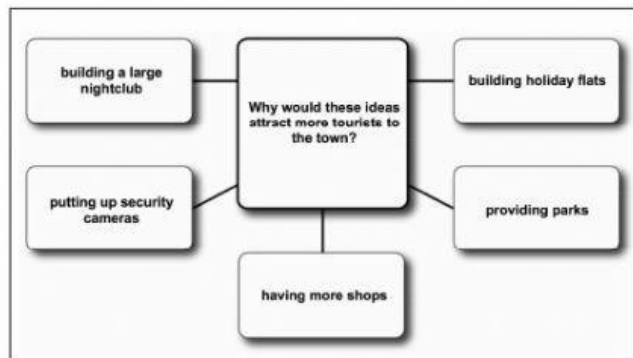 building a large
nightclub
Why would these ideas
attract more tourists to
the town?
building holiday flats
putting up security
cameras
providing parks
having more shops